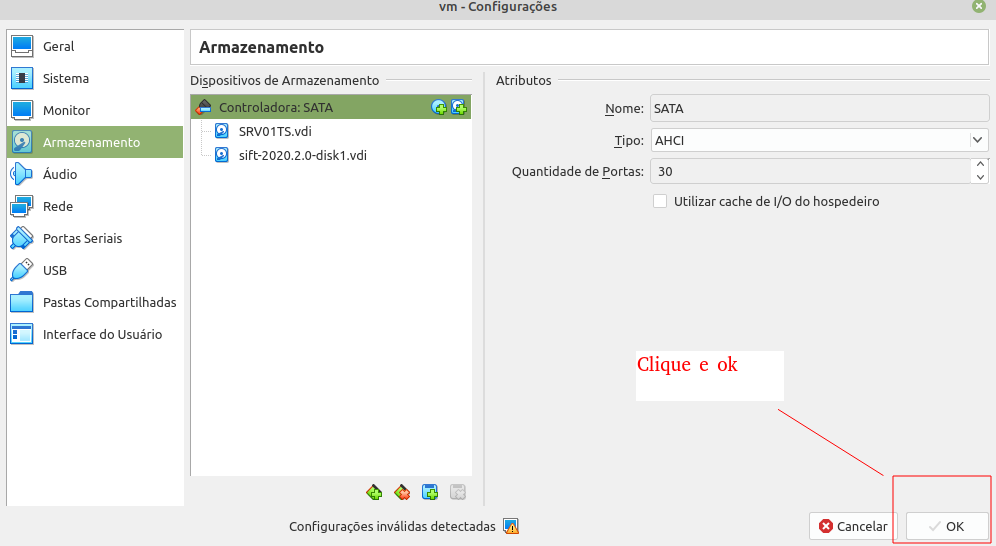 vm - Configurações
Geral
Sistema
Monitor
Armazenamento
Áudio
Rede
Portas Seriais
USB
Pastas Compartilhadas
Interface do Usuário
Armazenamento
Dispositivos de Armazenamento
Controladora: SATA
SRV01TS.vdi
sift-2020.2.0-disk1.vdi
Atributos
Nome: SATA
Tipo: AHCI
Quantidade de Portas: 30
Utilizar cache de I/O do hospedeiro
Clique e ok
Configurações inválidas detectadas
Cancelar
OK